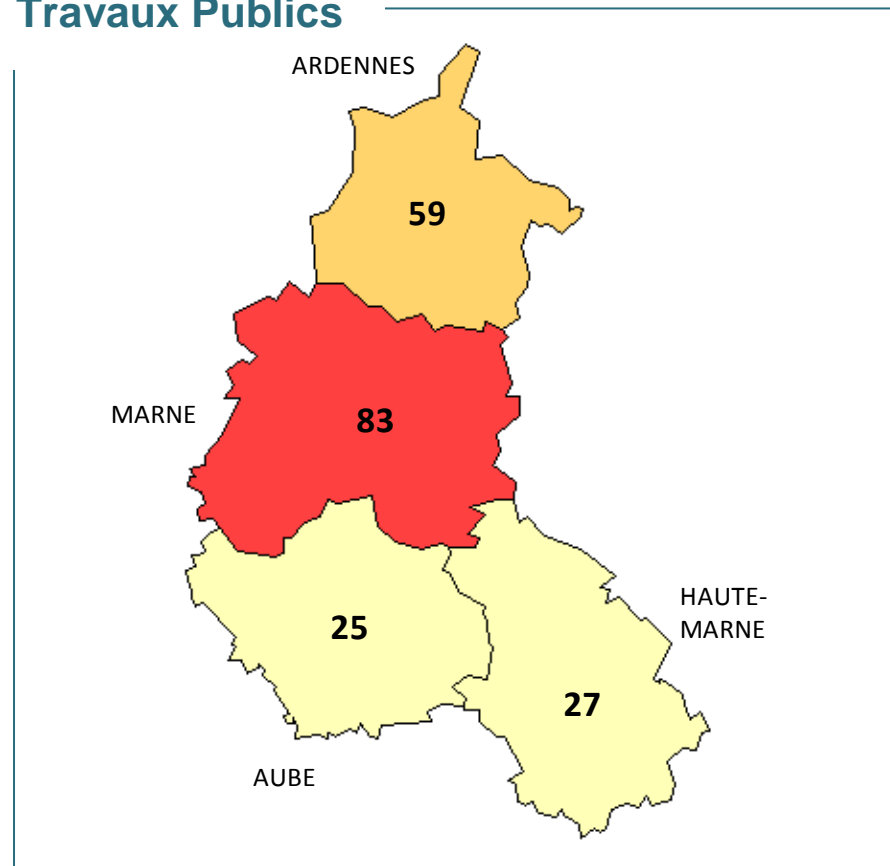 Travaux Publics
ARDENNES
59
MARNE
83
HAUTE-
MARNE
25
27
AUBE